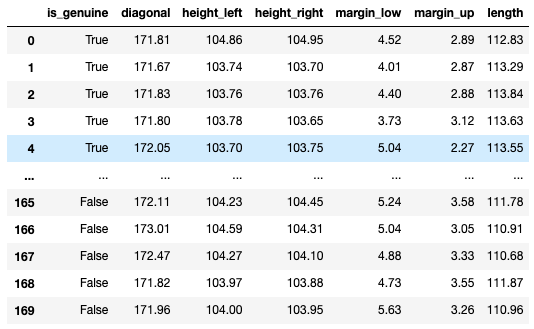 is_genuine diagonal height_left height_right margin_low margin_up length
0 True 171.81 104.86 104.95 4.52 2.89 112.83
1 True 171.67 103.74 103.70 4.01 2.87 113.29
2 True 171.83 103.76 103.76 4.40 2.88 113.84
3 True 171.80 103.78 103.65 3.73 3.12 113.63
4 True 172.05 103.70 103.75 5.04 2.27 113.55
... ... ... ... ... ... ... ...
165 False 172.11 104.23 104.45 5.24 3.58 111.78
166 False 173.01 104.59 104.31 5.04 3.05 110.91
167 False 172.47 104.27 104.10 4.88 3.33 110.68
168 False 171.82 103.97 103.88 4.73 3.55 111.87
169 False 171.96 104.00 103.95 5.63 3.26 110.96